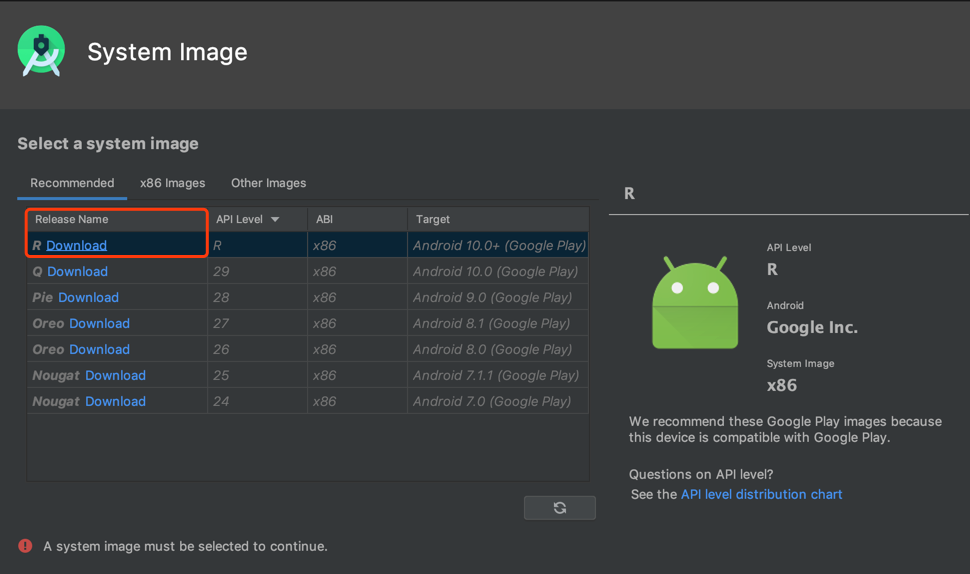 System Image
Select a system image
Recommended x86 Images Other Images
Release Name API Level ABI Target
R Download R x86 Android 10.0+ (Google Play)
Q Download 29 x86 Android 10.0 (Google Play)
Pie Download 28 x86 Android 9.0 (Google Play)
Oreo Download 27 x86 Android 8.1 (Google Play)
Oreo Download 26 x86 Android 8.0 (Google Play)
Nougat Download 25 x86 Android 7.1.1 (Google Play)
Nougat Download 24 x86 Android 7.0 (Google Play)
R
API Level
R
Android
Google Inc.
System Image
x86
We recommend these Google Play images because
this device is compatible with Google Play.
Questions on API level?
See the API level distribution chart
A system image must be selected to continue.